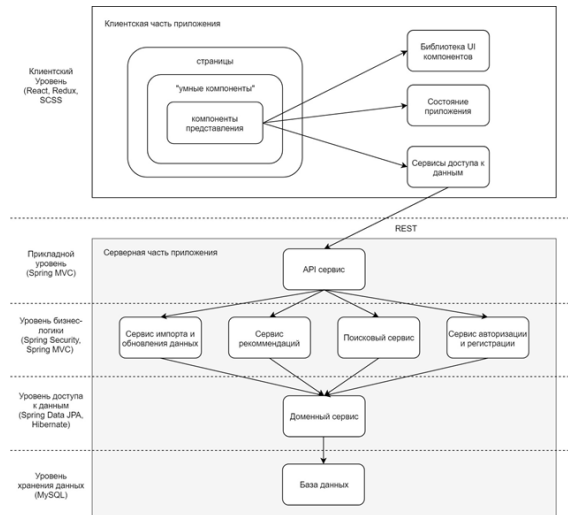 Клиентская часть приложения
страницы
"умные компоненты"
компоненты
представления
Библиотека UI
компонентов
Состояние
приложения
Сервисы доступа к
данным
Клиентский
Уровень
(React, Redux,
SCSS)
REST
Прикладной
уровень
(Spring MVC)
Серверная часть приложения
API сервис
Уровень бизнес-
логики
(Spring Security,
Spring MVC)
Сервис импорта и
обновления данных
Сервис
рекоммендаций
Поисковый сервис
Сервис авторизации
и регистрации
Уровень доступа
к данным
(Spring Data JPA,
Hibernate)
Доменный сервис
Уровень
хранения данных
(MySQL)
База данных